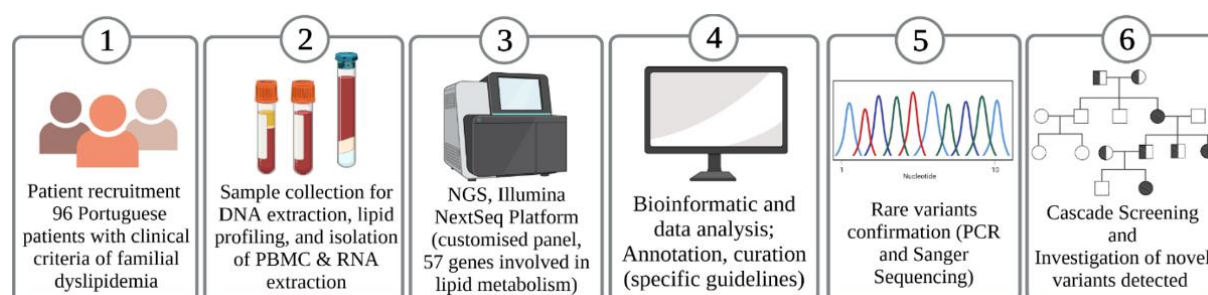 1
Patient recruitment
96 Portuguese
patients with clinical
criteria of familial
dyslipidemia
2
Sample collection for
DNA extraction, lipid
profiling, and isolation
of PBMC & RNA
extraction
3
NGS, Illumina
NextSeq Platform
(customised panel,
57 genes involved in
lipid metabolism)
4
Bioinformatic and
data analysis;
Annotation, curation
(specific guidelines)
5
1
10
Nucleotide
Rare variants
confirmation (PCR
and Sanger
Sequencing)
6
Cascade Screening
and
Investigation of novel
variants detected